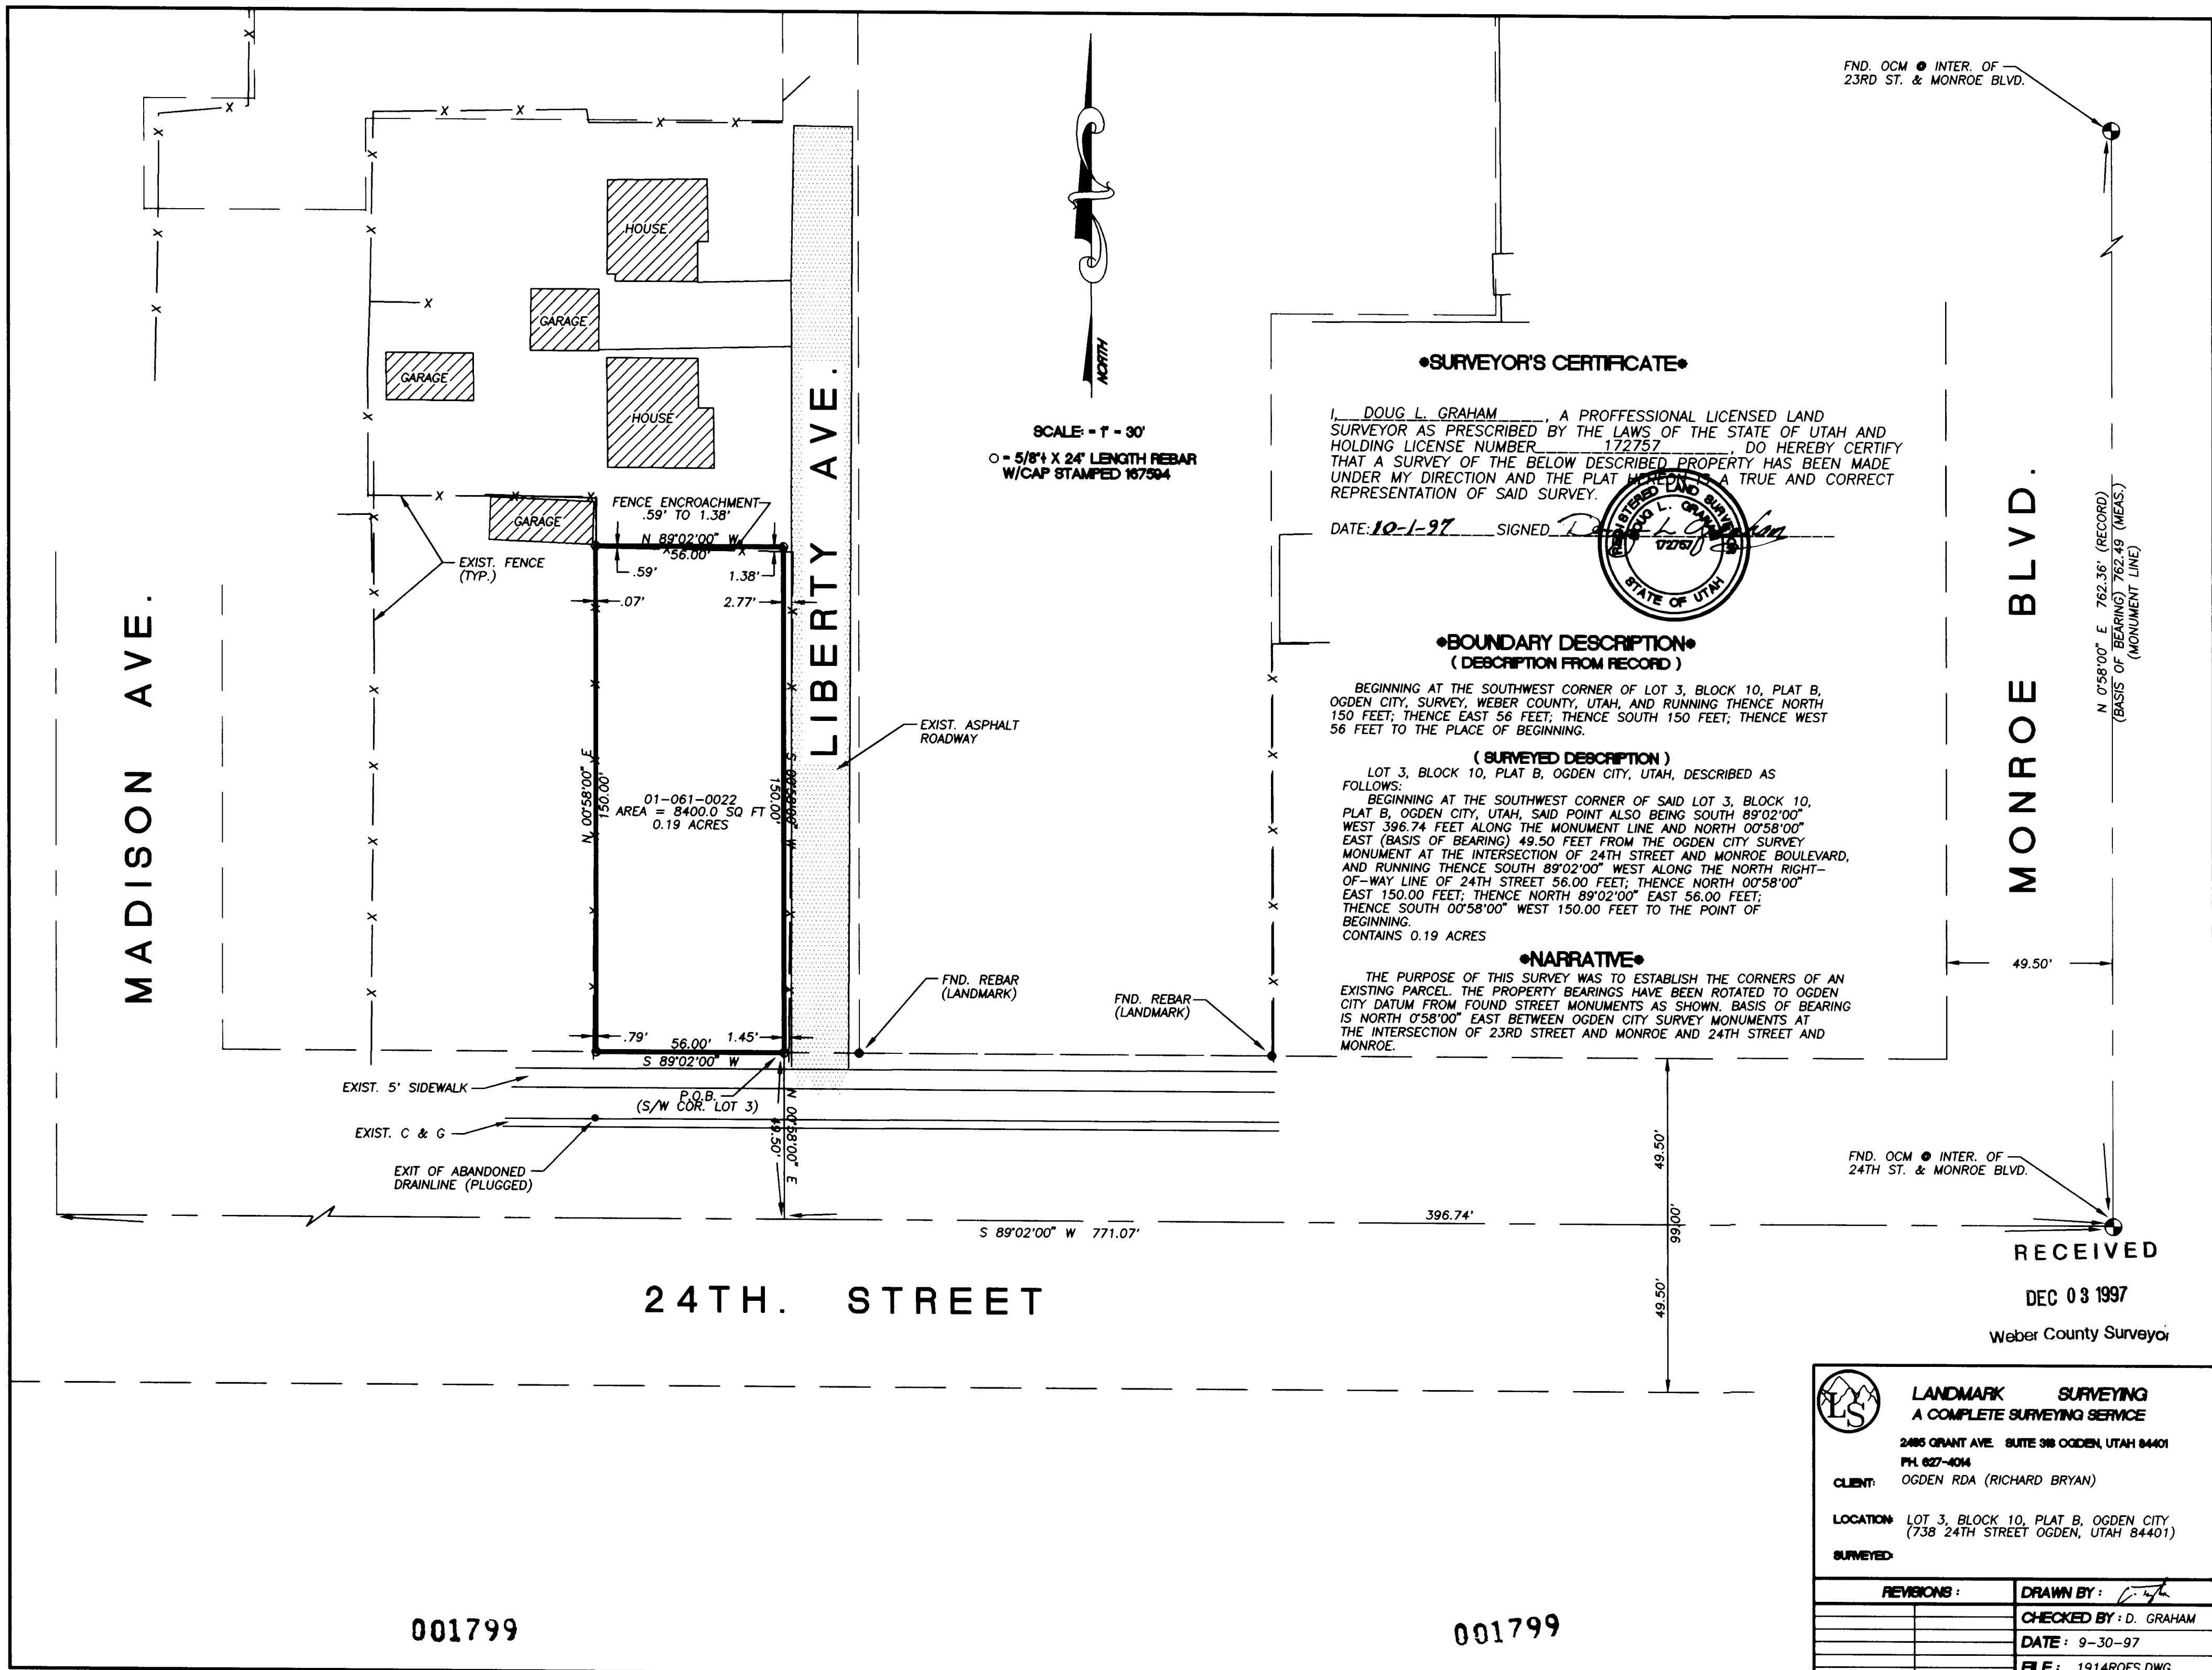 FND. OCM @ INTER. OF
23RD ST. & MONROE BLVD.
HOUSE
GARAGE
GARAGE
HOUSE
NORTH
SCALE: = 1" = 30'
O = 5/8"ϕ X 24" LENGTH REBAR
W/CAP STAMPED 167594
GARAGE
FENCE ENCROACHMENT
.59' TO 1.38'
N 89°02'00" W
56.00'
.59'
1.38'
.07'
2.77'
EXIST. FENCE
(TYP.)
MADISON AVE.
LIBERTY AVE.
EXIST. ASPHALT
ROADWAY
N 00°58'00" E
150.00'
01-061-0022
AREA = 8400.0 SQ FT
0.19 ACRES
150.00'
S 00°58'00" W
FND. REBAR
(LANDMARK)
FND. REBAR
(LANDMARK)
.79'
56.00'
1.45'
S 89°02'00" W
EXIST. 5' SIDEWALK
P.O.B.
(S/W COR. LOT 3)
N 00°58'00" E
49.50'
EXIST. C & G
EXIT OF ABANDONED
DRAINLINE (PLUGGED)
*SURVEYOR'S CERTIFICATE*
I, DOUG L. GRAHAM, A PROFFESSIONAL LICENSED LAND
SURVEYOR AS PRESCRIBED BY THE LAWS OF THE STATE OF UTAH AND
HOLDING LICENSE NUMBER 172757, DO HEREBY CERTIFY
THAT A SURVEY OF THE BELOW DESCRIBED PROPERTY HAS BEEN MADE
UNDER MY DIRECTION AND THE PLAT HEREON IS A TRUE AND CORRECT
REPRESENTATION OF SAID SURVEY.
DATE: 10-1-97 SIGNED Doug L Graham
REGISTERED LAND SURVEYOR
DOUG L. GRAHAM
172757
STATE OF UTAH
*BOUNDARY DESCRIPTION*
( DESCRIPTION FROM RECORD )
BEGINNING AT THE SOUTHWEST CORNER OF LOT 3, BLOCK 10, PLAT B,
OGDEN CITY, SURVEY, WEBER COUNTY, UTAH, AND RUNNING THENCE NORTH
150 FEET; THENCE EAST 56 FEET; THENCE SOUTH 150 FEET; THENCE WEST
56 FEET TO THE PLACE OF BEGINNING.
( SURVEYED DESCRIPTION )
LOT 3, BLOCK 10, PLAT B, OGDEN CITY, UTAH, DESCRIBED AS
FOLLOWS:
BEGINNING AT THE SOUTHWEST CORNER OF SAID LOT 3, BLOCK 10,
PLAT B, OGDEN CITY, UTAH, SAID POINT ALSO BEING SOUTH 89°02'00"
WEST 396.74 FEET ALONG THE MONUMENT LINE AND NORTH 00°58'00"
EAST (BASIS OF BEARING) 49.50 FEET FROM THE OGDEN CITY SURVEY
MONUMENT AT THE INTERSECTION OF 24TH STREET AND MONROE BOULEVARD,
AND RUNNING THENCE SOUTH 89°02'00" WEST ALONG THE NORTH RIGHT-
OF-WAY LINE OF 24TH STREET 56.00 FEET; THENCE NORTH 00°58'00"
EAST 150.00 FEET; THENCE NORTH 89°02'00" EAST 56.00 FEET;
THENCE SOUTH 00°58'00" WEST 150.00 FEET TO THE POINT OF
BEGINNING.
CONTAINS 0.19 ACRES
*NARRATIVE*
THE PURPOSE OF THIS SURVEY WAS TO ESTABLISH THE CORNERS OF AN
EXISTING PARCEL. THE PROPERTY BEARINGS HAVE BEEN ROTATED TO OGDEN
CITY DATUM FROM FOUND STREET MONUMENTS AS SHOWN. BASIS OF BEARING
IS NORTH 0°58'00" EAST BETWEEN OGDEN CITY SURVEY MONUMENTS AT
THE INTERSECTION OF 23RD STREET AND MONROE AND 24TH STREET AND
MONROE.
MONROE BLVD.
N 0°58'00" E 762.36' (RECORD)
(BASIS OF BEARING) 762.49 (MEAS.)
(MONUMENT LINE)
49.50'
49.50'
99.00'
49.50'
FND. OCM @ INTER. OF
24TH ST. & MONROE BLVD.
396.74'
S 89°02'00" W 771.07'
24TH. STREET
RECEIVED
DEC 03 1997
Weber County Surveyor
LS
LANDMARK SURVEYING
A COMPLETE SURVEYING SERVICE
2485 GRANT AVE. SUITE 318 OGDEN, UTAH 84401
PH. 627-4014
CLIENT: OGDEN RDA (RICHARD BRYAN)
LOCATION: LOT 3, BLOCK 10, PLAT B, OGDEN CITY
(738 24TH STREET OGDEN, UTAH 84401)
SURVEYED:
REVISIONS :
DRAWN BY :
CHECKED BY : D. GRAHAM
DATE : 9-30-97
FILE : 1914ROFS.DWG
001799
001799